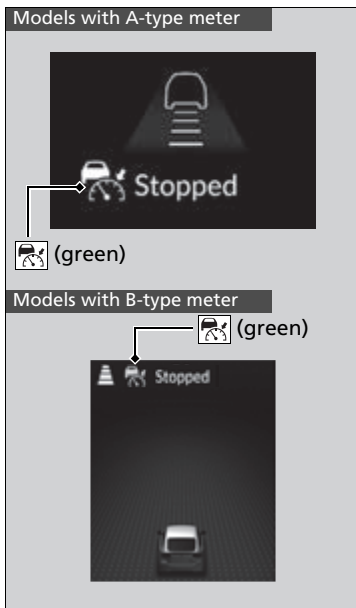 Models with A-type meter
Stopped
(green)
Models with B-type meter
(green)
Stopped